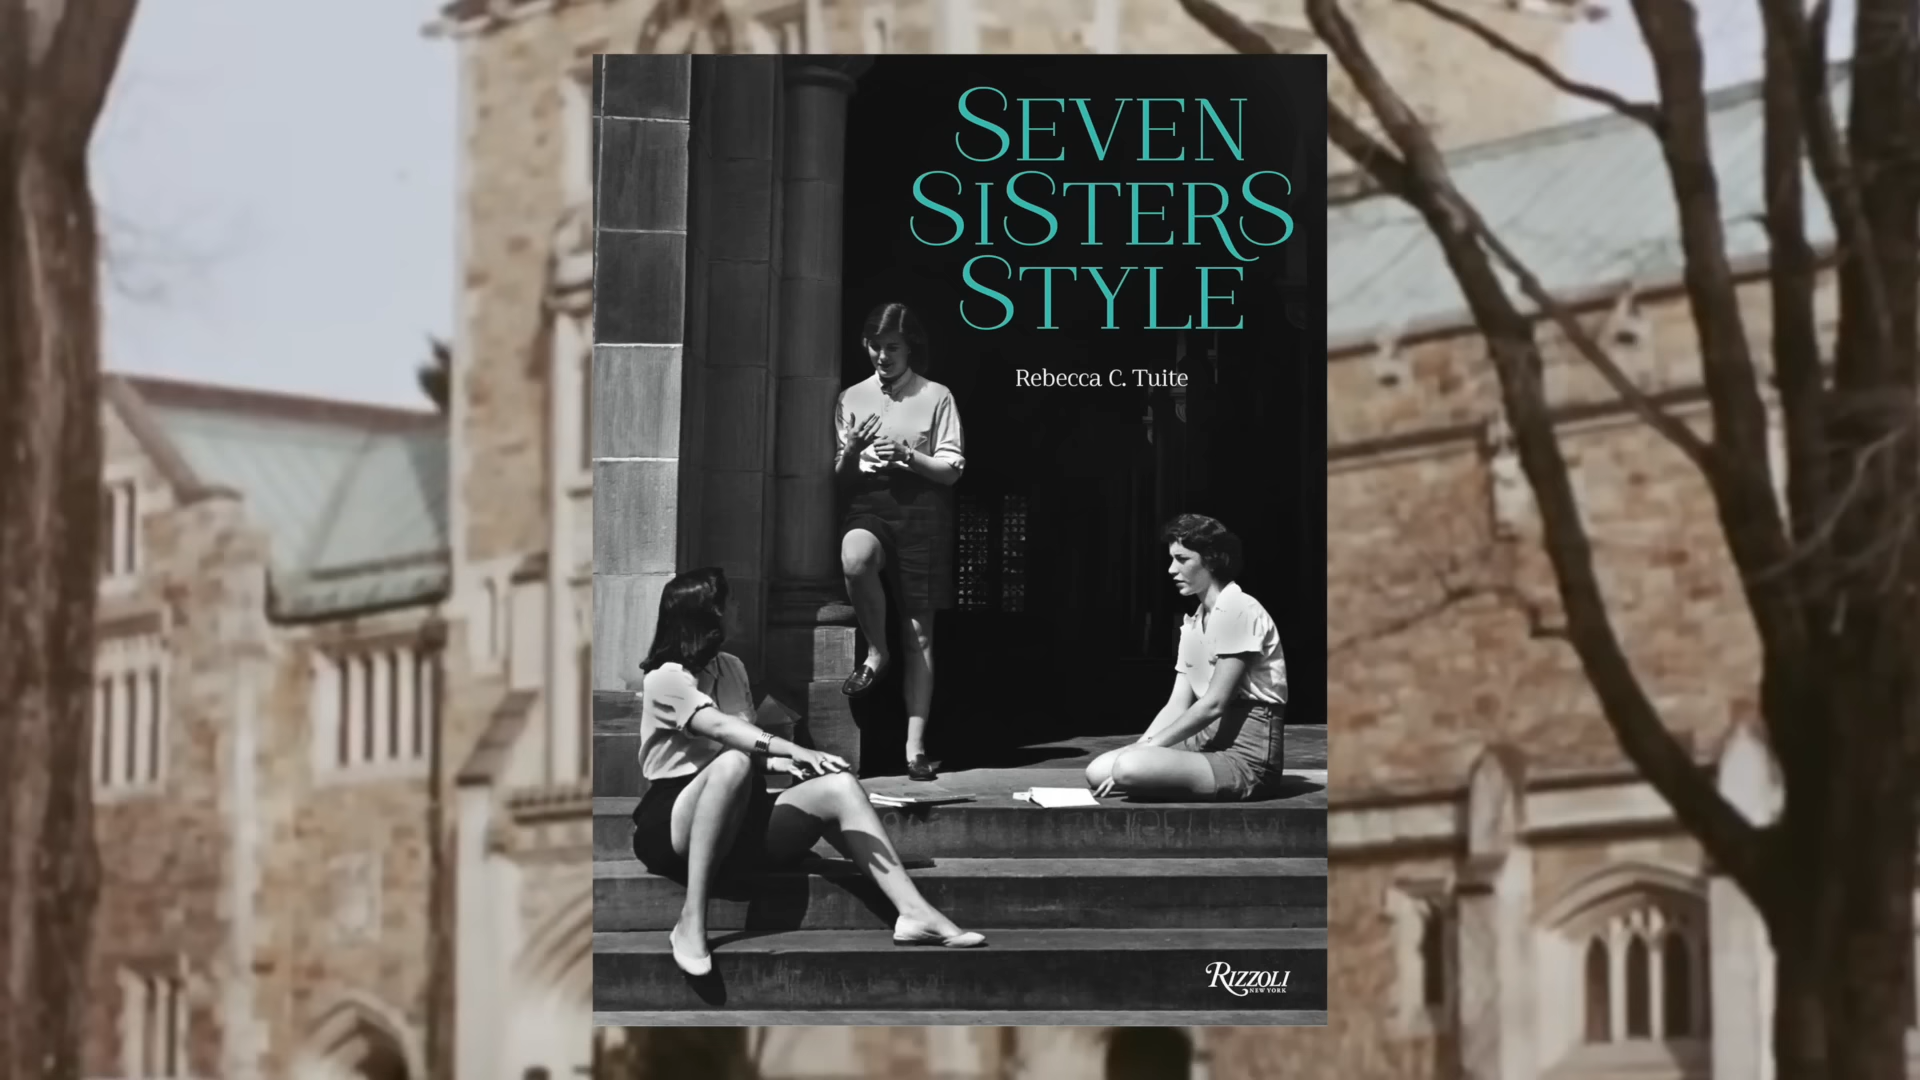 SEVEN
SISTERS
STYLE
Rebecca C. Tuite
RIZZOLI
NEW YORK